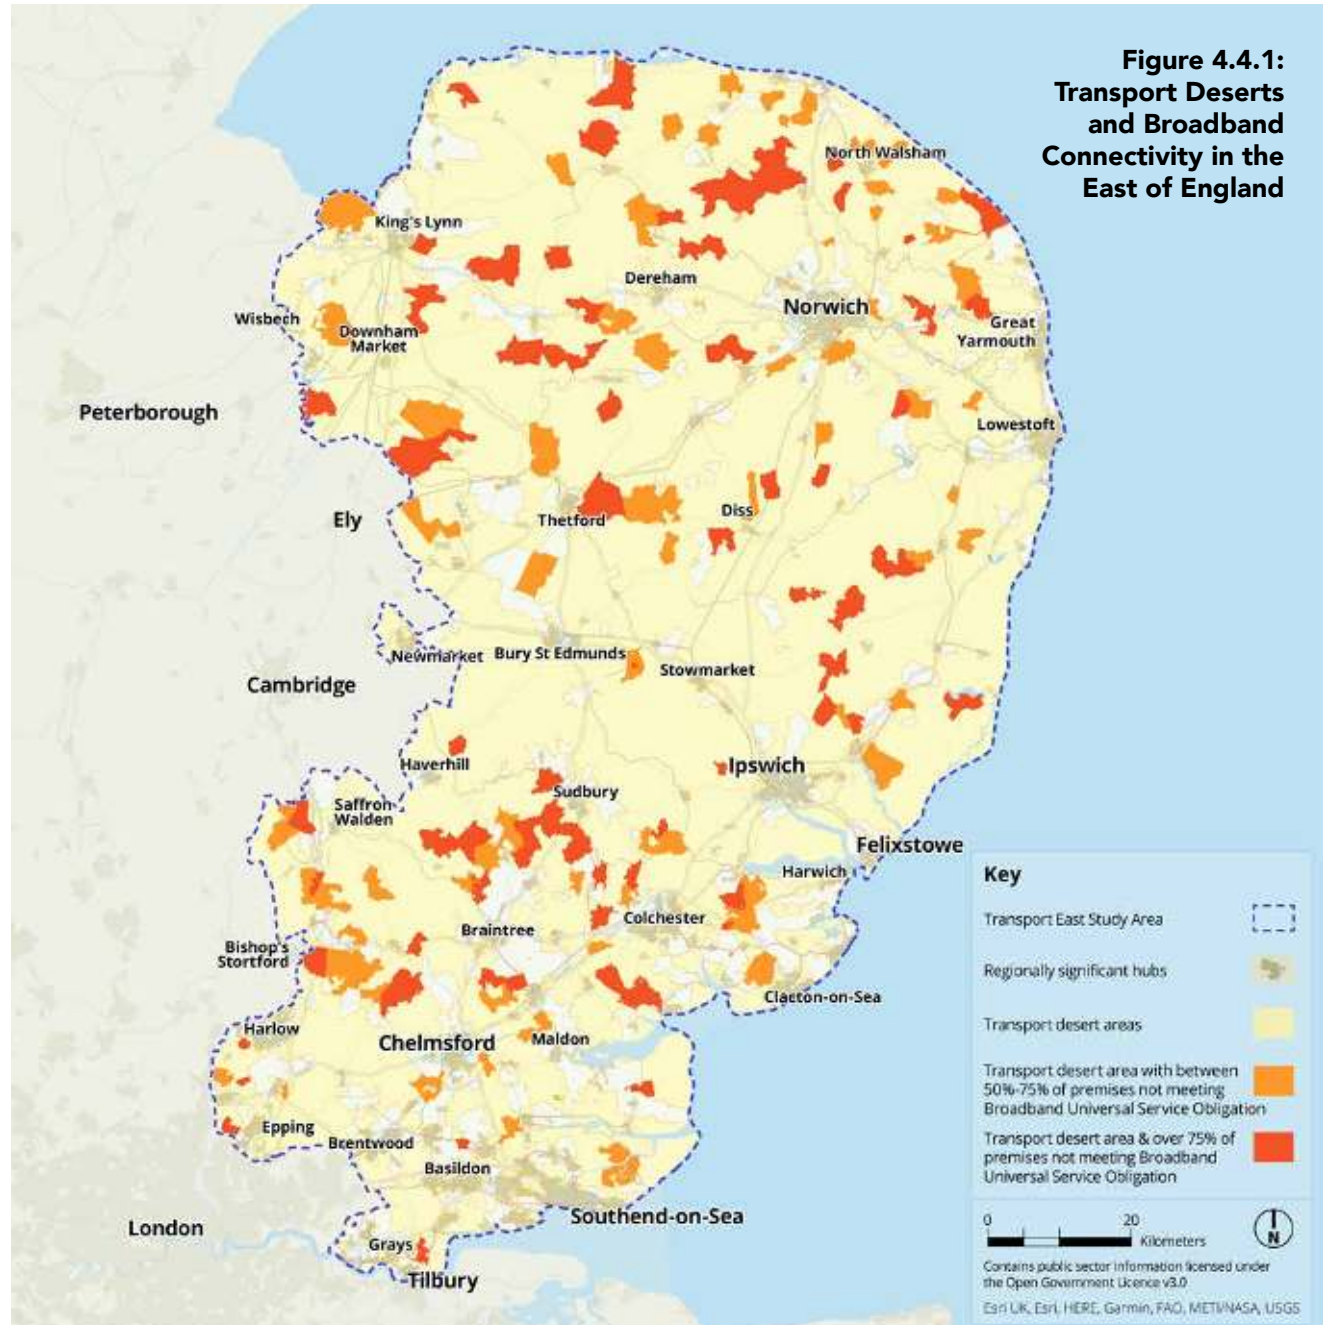 Figure 4.4.1:
Transport Deserts
and Broadband
Connectivity in the
East of England
North Walsham
King's Lynn
Dereham
Norwich
Wisbech
Downham
Market
Great
Yarmouth
Peterborough
Lowestoft
Ely
Thetford
Diss
Newmarket
Bury St Edmunds
Stowmarket
Cambridge
Haverhill
Ipswich
Sudbury
Saffron
Walden
Felixstowe
Harwich
Colchester
Braintree
Bishop's
Stortford
Clacton-on-Sea
Harlow
Chelmsford
Maldon
Epping
Brentwood
Basildon
London
Southend-on-Sea
Grays
Tilbury
Key
Transport East Study Area
Regionally significant hubs
Transport desert areas
Transport desert area with between
50%-75% of premises not meeting
Broadband Universal Service Obligation
Transport desert area & over 75% of
premises not meeting Broadband
Universal Service Obligation
0 20
Kilometers
N
Contains public sector information licensed under
the Open Government Licence v3.0
Esri UK, Esri, HERE, Garmin, FAO, METI/NASA, USGS